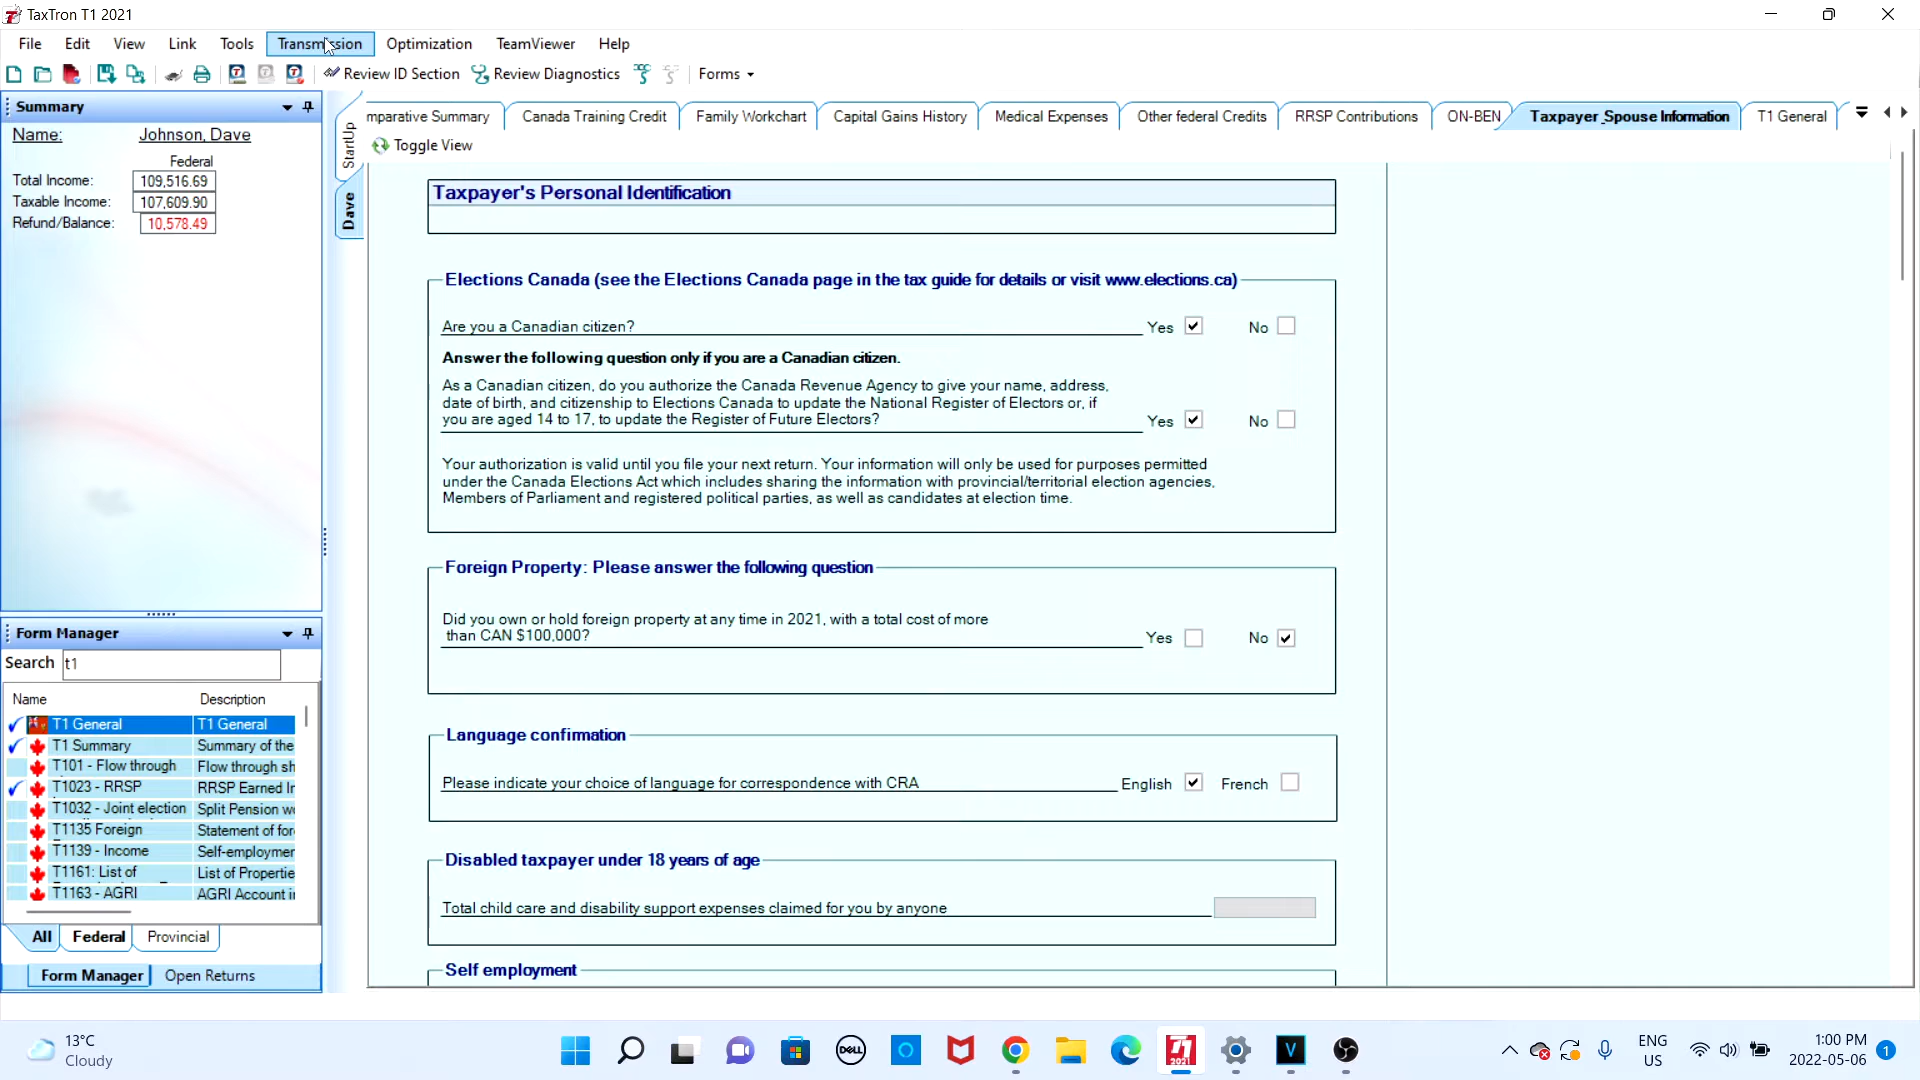 TaxTron T1 2021
File Edit View Link Tools Transmission Optimization TeamViewer Help
Review ID Section Review Diagnostics Forms
Summary
Name: Johnson, Dave
Federal
Total Income: 109,516.69
Taxable Income: 107,609.90
Refund/Balance: 10,578.49
StartUp
Dave
mparative Summary Canada Training Credit Family Workchart Capital Gains History Medical Expenses Other federal Credits RRSP Contributions ON-BEN Taxpayer_Spouse Information T1 General
Toggle View
Taxpayer's Personal Identification
Elections Canada (see the Elections Canada page in the tax guide for details or visit www.elections.ca)
Are you a Canadian citizen? Yes No
Answer the following question only if you are a Canadian citizen.
As a Canadian citizen, do you authorize the Canada Revenue Agency to give your name, address,
date of birth, and citizenship to Elections Canada to update the National Register of Electors or, if
you are aged 14 to 17, to update the Register of Future Electors? Yes No
Your authorization is valid until you file your next return. Your information will only be used for purposes permitted
under the Canada Elections Act which includes sharing the information with provincial/territorial election agencies,
Members of Parliament and registered political parties, as well as candidates at election time.
Foreign Property: Please answer the following question
Did you own or hold foreign property at any time in 2021, with a total cost of more
than CAN $100,000? Yes No
Language confirmation
Please indicate your choice of language for correspondence with CRA English French
Disabled taxpayer under 18 years of age
Total child care and disability support expenses claimed for you by anyone
Self employment
Form Manager
Search t1
Name Description
T1 General T1 General
T1 Summary Summary of the
T101 - Flow through Flow through sh
T1023 - RRSP RRSP Earned In
T1032 - Joint election Split Pension wo
T1135 Foreign Statement of for
T1139 - Income Self-employmer
T1161: List of List of Propertie
T1163 - AGRI AGRI Account i
All Federal Provincial
Form Manager Open Returns
13°C
Cloudy
DELL
T1
2021
V
ENG
US
1:00 PM
2022-05-06
1